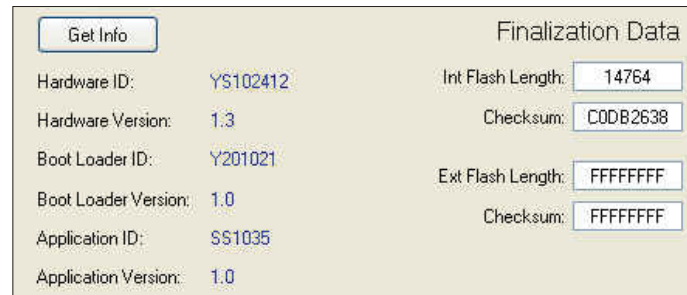 Get Info
Hardware ID: YS102412
Hardware Version: 1.3
Boot Loader ID: Y201021
Boot Loader Version: 1.0
Application ID: SS1035
Application Version: 1.0
Finalization Data
Int Flash Length: 14764
Checksum: C0DB2638
Ext Flash Length: FFFFFFFF
Checksum: FFFFFFFF